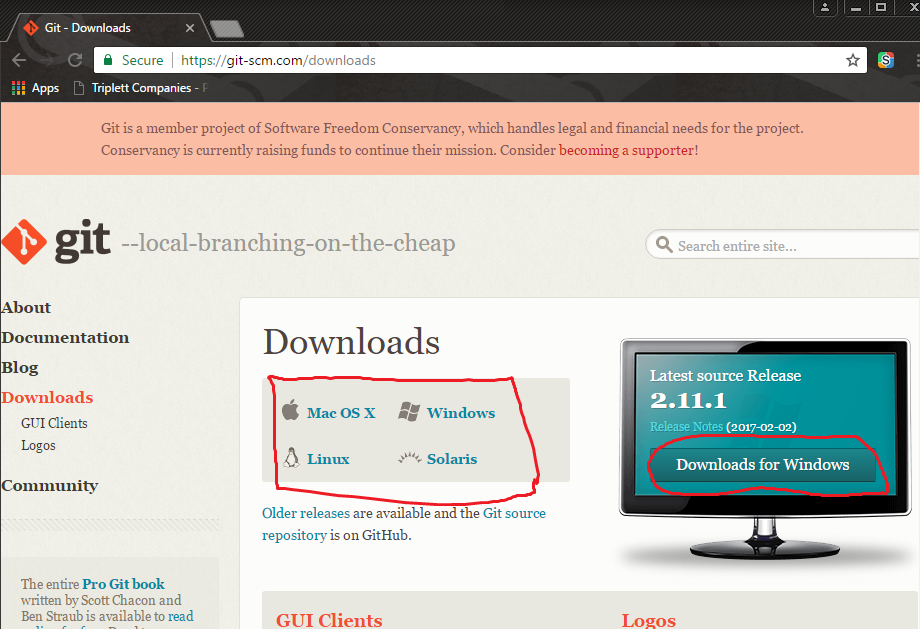 Git - Downloads
Secure
https://git-scm.com/downloads
Apps
Triplett Companies -
Git is a member project of Software Freedom Conservancy, which handles legal and financial needs for the project.
Conservancy is currently raising funds to continue their mission. Consider becoming a supporter!
git --local-branching-on-the-cheap
Search entire site...
About
Documentation
Blog
Downloads
GUI Clients
Logos
Community
The entire Pro Git book
written by Scott Chacon and
Ben Straub is available to read
Downloads
Mac OS X
Windows
Linux
Solaris
Older releases are available and the Git source
repository is on GitHub.
Latest source Release
2.11.1
Release Notes (2017-02-02)
Downloads for Windows
GUI Clients
Logos